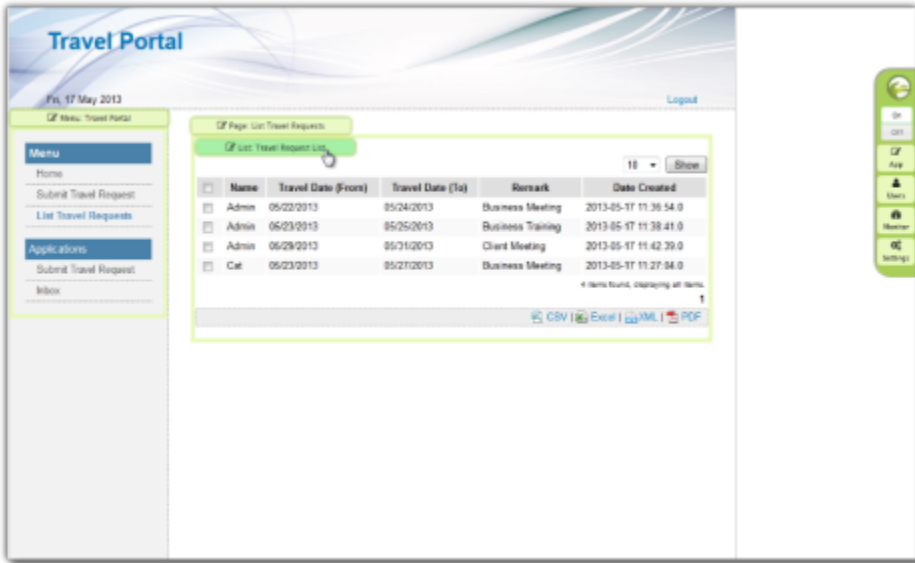 Travel Portal
Fri, 17 May 2013
Logout
Menu: Travel Portal
Page: List Travel Requests
List: Travel Request List
Menu
Home
Submit Travel Request
List Travel Requests
Applications
Submit Travel Request
Inbox
10 Show
Name Travel Date (From) Travel Date (To) Remark Date Created
Admin 05/22/2013 05/24/2013 Business Meeting 2013-05-17 11:36:54.0
Admin 05/23/2013 05/25/2013 Business Training 2013-05-17 11:38:41.0
Admin 05/29/2013 05/31/2013 Client Meeting 2013-05-17 11:42:39.0
Cat 05/23/2013 05/27/2013 Business Meeting 2013-05-17 11:27:04.0
4 items found, displaying all items.
1
CSV | Excel | XML | PDF
On
OFF
App
Users
Monitor
Settings